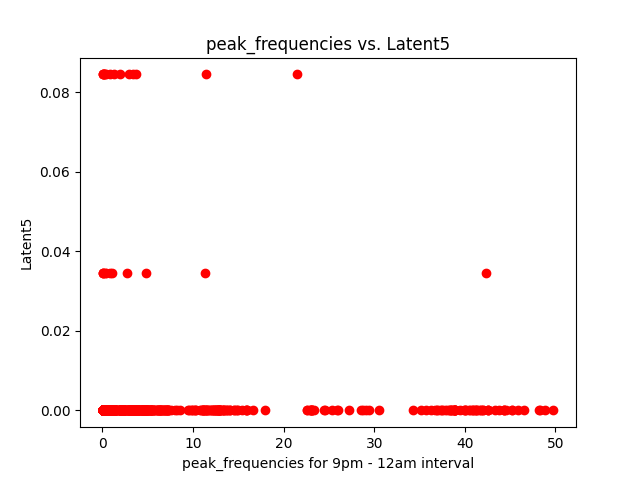 peak_frequencies vs. Latent5
0.08
0.06
0.04
0.02
0.00
Latent5
0 10 20 30 40 50
peak_frequencies for 9pm - 12am interval